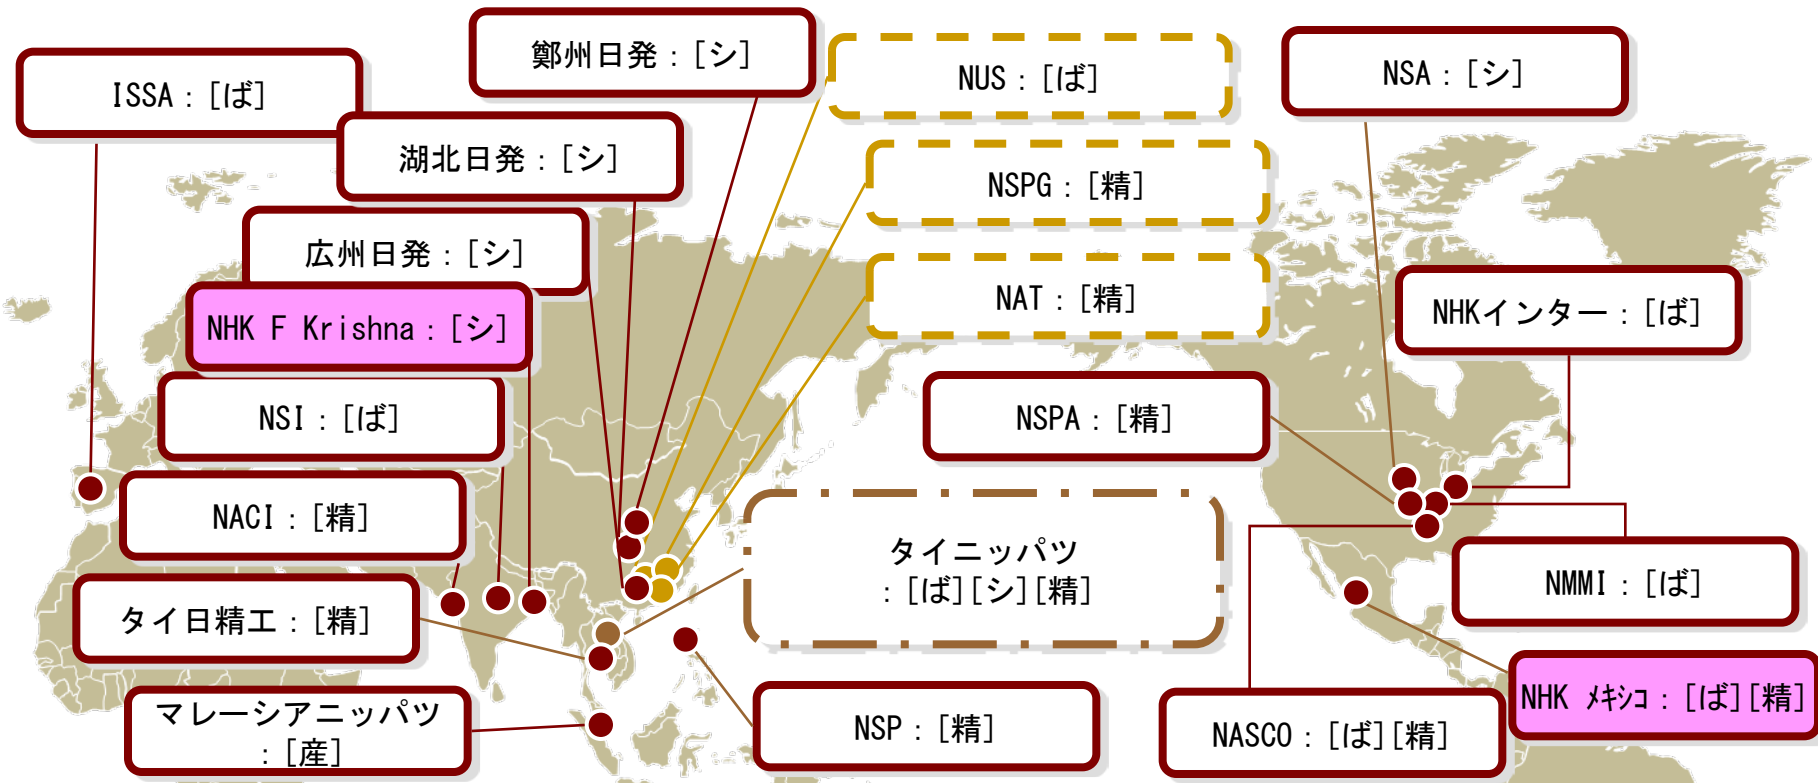 鄭州日発：[シ]
ISSA：[ば]
NUS：[ば]
NSA：[シ]
湖北日発：[シ]
NSPG：[精]
広州日発：[シ]
NAT：[精]
NHK F Krishna：[シ]
NHKインター：[ば]
NSI：[ば]
NSPA：[精]
NACI：[精]
タイニッパツ
：[ば][シ][精]
NMMI：[ば]
タイ日精工：[精]
NHK ﾒｷｼｺ：[ば][精]
マレーシアニッパツ
：[産]
NSP：[精]
NASCO：[ば][精]